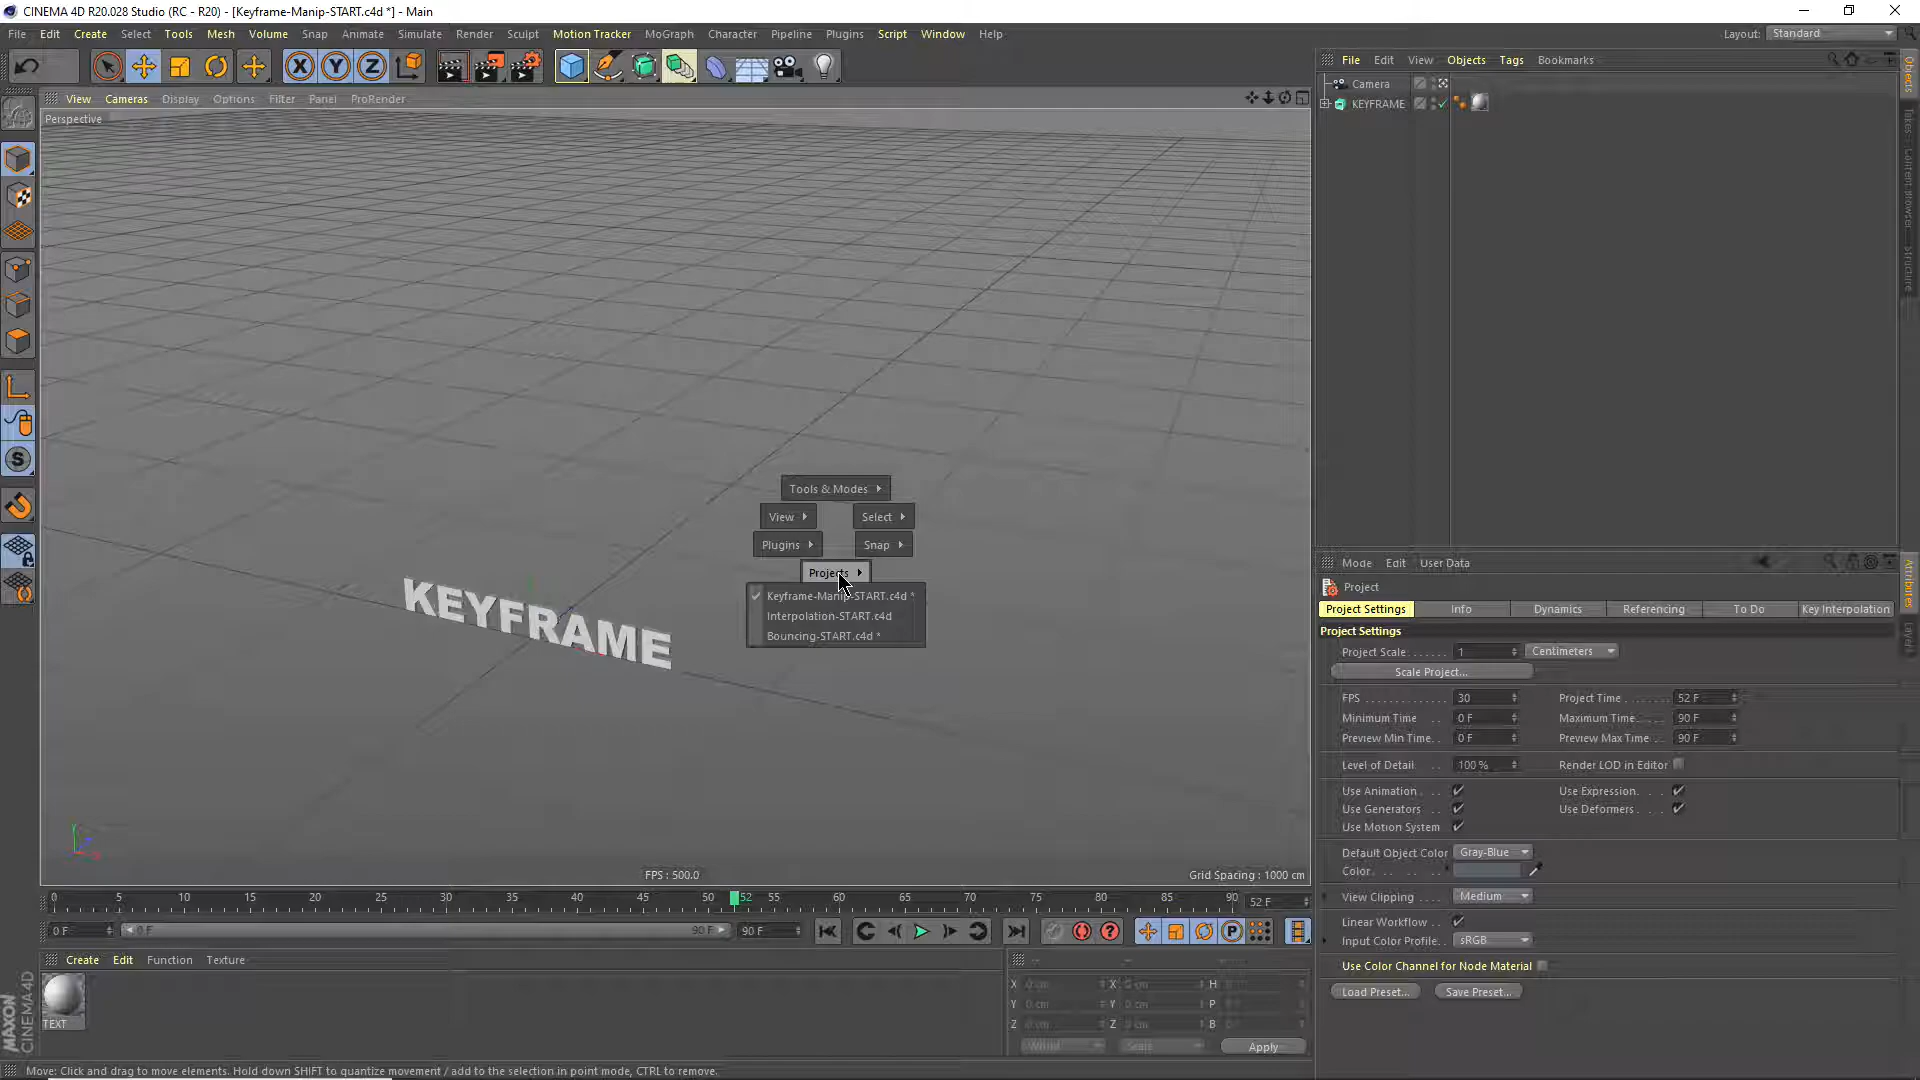 CINEMA 4D R20.028 Studio (RC - R20) - [Keyframe-Manip-START.c4d *] - Main
File Edit Create Select Tools Mesh Volume Snap Animate Simulate Render Sculpt Motion Tracker MoGraph Character Pipeline Plugins Script Window Help
Layout: Standard
X Y Z
File Edit View Objects Tags Bookmarks
View Cameras Display Options Filter Panel ProRender
Perspective
Camera
KEYFRAME
Objects
Takes
Content Browser
Structure
KEYFRAME
Tools & Modes
View Select
Plugins Snap
Projects
Keyframe-Manip-START.c4d *
Interpolation-START.c4d
Bouncing-START.c4d *
S
Mode Edit User Data
Project
Project Settings Info Dynamics Referencing To Do Key Interpolation
Project Settings
Project Scale 1 Centimeters
Scale Project...
FPS 30 Project Time 52 F
Minimum Time 0 F Maximum Time 90 F
Preview Min Time 0 F Preview Max Time 90 F
Level of Detail 100 % Render LOD in Editor
Use Animation Use Expression
Use Generators Use Deformers
Use Motion System
Default Object Color Gray-Blue
Color
View Clipping Medium
Linear Workflow
Input Color Profile sRGB
Use Color Channel for Node Material
Load Preset... Save Preset...
Attributes
Layers
FPS : 500.0
Grid Spacing : 1000 cm
0 5 10 15 20 25 30 35 40 45 50 52 55 60 65 70 75 80 85 90 52 F
0 F 0 F 90 F 90 F
P
Create Edit Function Texture
TEXT
X 0 cm X 0 cm H
Y 0 cm Y 0 cm P
Z 0 cm Z 0 cm B
World Scale Apply
MAXON
CINEMA 4D
Move: Click and drag to move elements. Hold down SHIFT to quantize movement / add to the selection in point mode, CTRL to remove.